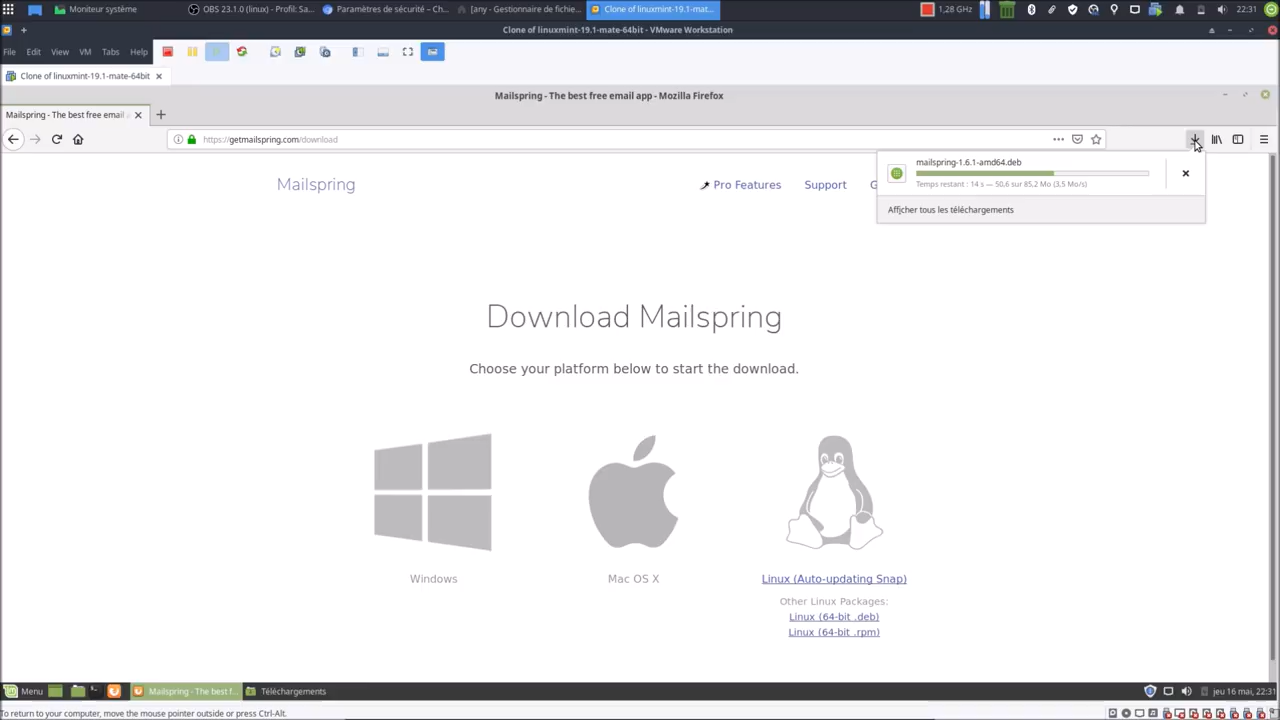 Moniteur système
OBS 23.1.0 (linux) - Profil: Sa...
Paramètres de sécurité – Ch...
[any - Gestionnaire de fichie...
Clone of linuxmint-19.1-mat...
1,28 GHz
22:31
Clone of linuxmint-19.1-mate-64bit - VMware Workstation
File Edit View VM Tabs Help
Clone of linuxmint-19.1-mate-64bit
Mailspring - The best free email app - Mozilla Firefox
Mailspring - The best free email
https://getmailspring.com/download
mailspring-1.6.1-amd64.deb
Temps restant : 14 s — 50,6 sur 85,2 Mo (3,5 Mo/s)
Afficher tous les téléchargements
Mailspring
Pro Features
Support
G
Download Mailspring
Choose your platform below to start the download.
Windows
Mac OS X
Linux (Auto-updating Snap)
Other Linux Packages:
Linux (64-bit .deb)
Linux (64-bit .rpm)
Menu
Mailspring - The best f...
Téléchargements
jeu 16 mai, 22:31
To return to your computer, move the mouse pointer outside or press Ctrl-Alt.